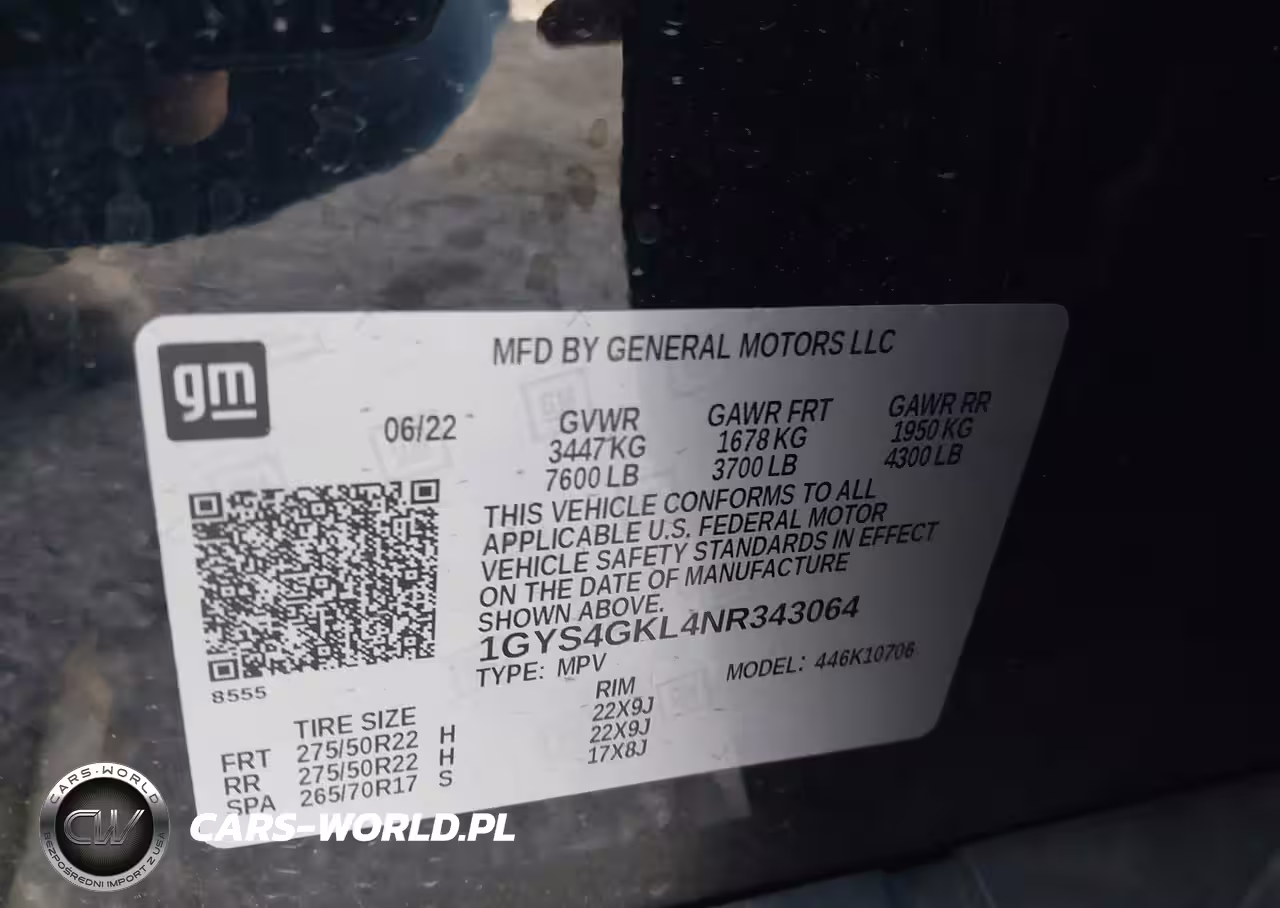 gm
MFD BY GENERAL MOTORS LLC
06/22
GVWR GAWR FRT GAWR RR
3447 KG 1678 KG 1950 KG
7600 LB 3700 LB 4300 LB
THIS VEHICLE CONFORMS TO ALL
APPLICABLE U.S. FEDERAL MOTOR
VEHICLE SAFETY STANDARDS IN EFFECT
ON THE DATE OF MANUFACTURE
SHOWN ABOVE.
1GYS4GKL4NR343064
TYPE: MPV MODEL: 446K10706
8555
TIRE SIZE RIM
FRT 275/50R22 H 22X9J
RR 275/50R22 H 22X9J
SPA 265/70R17 S 17X8J
CARS-WORLD
CW
BEZPOŚREDNI IMPORT Z USA
CARS-WORLD.PL